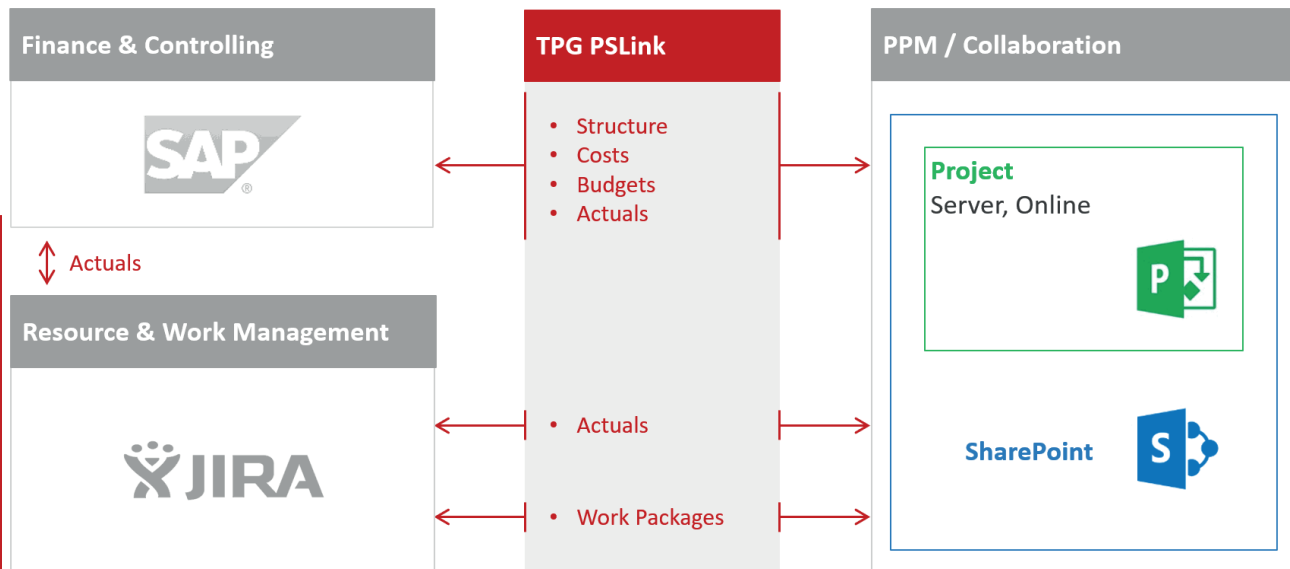 Finance & Controlling
SAP
®
Actuals
Resource & Work Management
JIRA
TPG PSLink
• Structure
• Costs
• Budgets
• Actuals
• Actuals
• Work Packages
PPM / Collaboration
Project
Server, Online
P
SharePoint
S